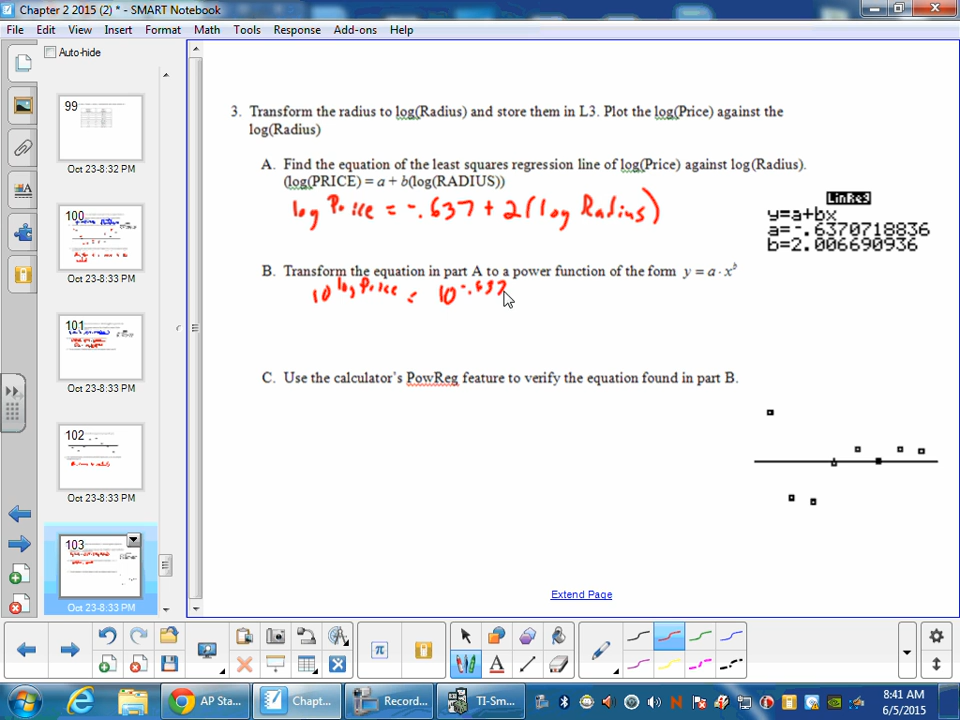 Chapter 2 2015 (2) * - SMART Notebook
File Edit View Insert Format Math Tools Response Add-ons Help
Auto-hide
99
Oct 23-8:32 PM
100
Oct 23-8:33 PM
101
Oct 23-8:33 PM
102
Oct 23-8:33 PM
103
Oct 23-8:33 PM
3. Transform the radius to log(Radius) and store them in L3. Plot the log(Price) against the
log(Radius)
A. Find the equation of the least squares regression line of log(Price) against log(Radius).
(log(PRICE) = a + b(log(RADIUS))
log Price = -.637 + 2(log Radius)
LinRe3
y=a+bx
a=-.6370718836
b=2.006690936
B. Transform the equation in part A to a power function of the form y = a · x^b
10^log Price = 10^-.637
C. Use the calculator's PowReg feature to verify the equation found in part B.
Extend Page
AP Sta...
Chapt...
Record...
TI-Sm...
8:41 AM
6/5/2015